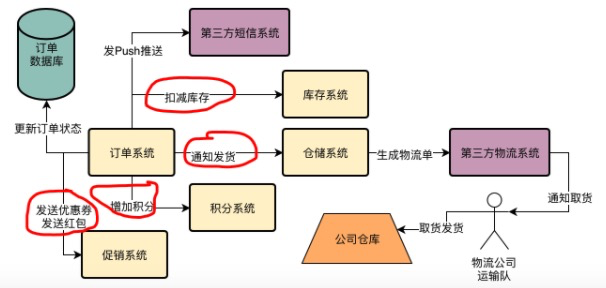 订单
数据库
第三方短信系统
发Push推送
扣减库存
库存系统
更新订单状态
订单系统
通知发货
仓储系统
生成物流单
第三方物流系统
通知取货
发送优惠券
发送红包
增加积分
积分系统
公司仓库
取货发货
物流公司
运输队
促销系统